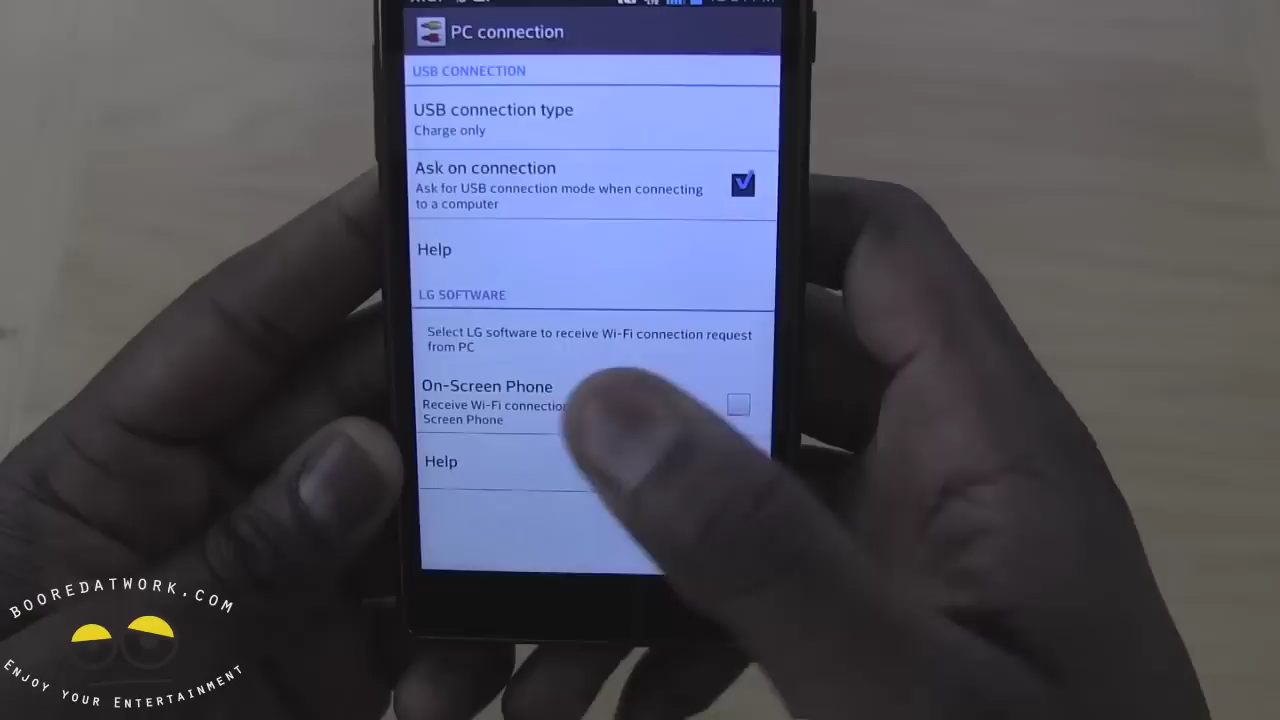 PC connection
USB CONNECTION
USB connection type
Charge only
Ask on connection
Ask for USB connection mode when connecting
to a computer
Help
LG SOFTWARE
Select LG software to receive Wi-Fi connection request
from PC
On-Screen Phone
Receive Wi-Fi connection
Screen Phone
Help
BOOREDATWORK.COM
ENJOY YOUR ENTERTAINMENT